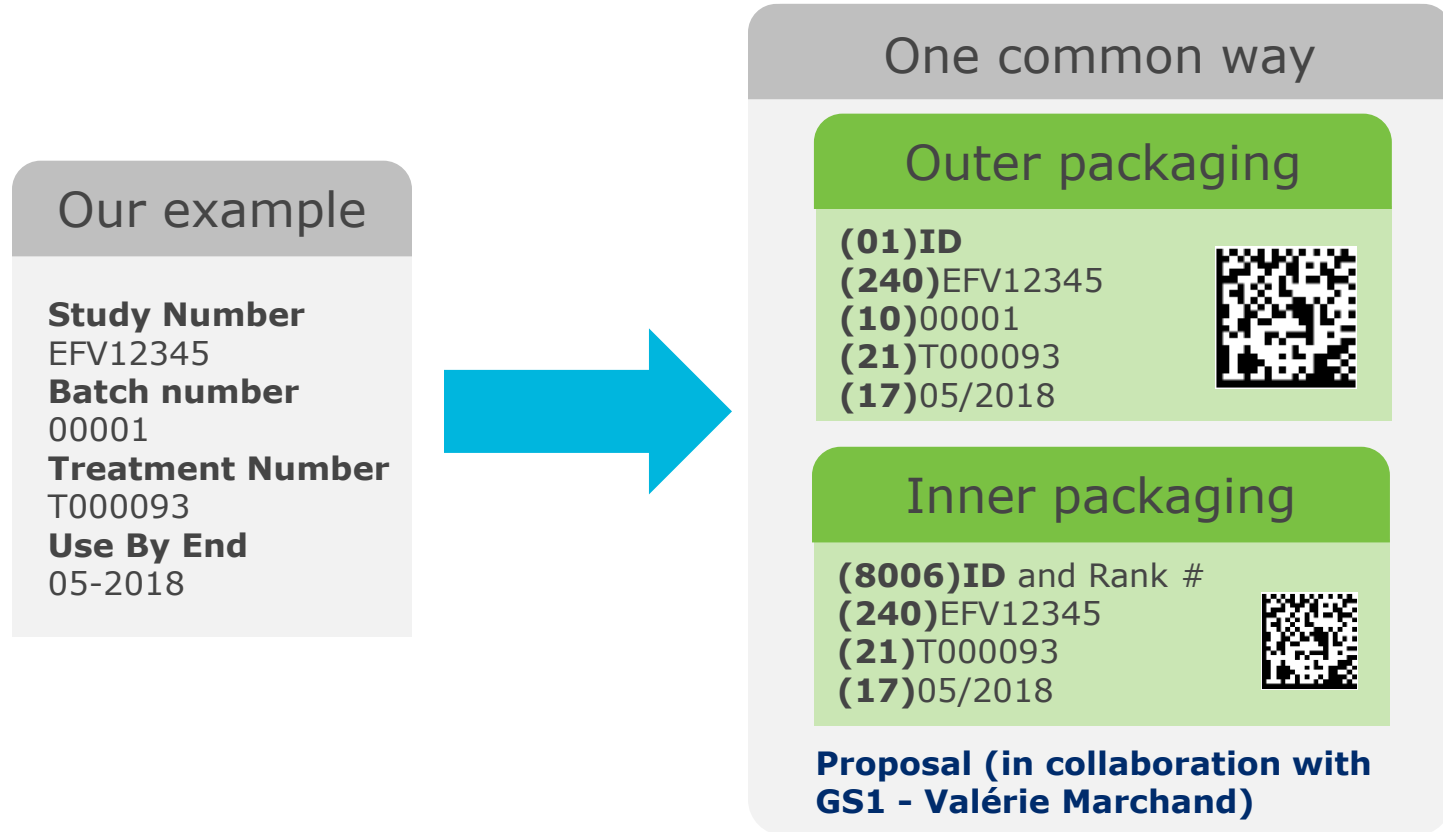 Our example
Study Number
EFV12345
Batch number
00001
Treatment Number
T000093
Use By End
05-2018
One common way
Outer packaging
(01)ID
(240)EFV12345
(10)00001
(21)T000093
(17)05/2018
Inner packaging
(8006)ID and Rank #
(240)EFV12345
(21)T000093
(17)05/2018
Proposal (in collaboration with
GS1 - Valérie Marchand)